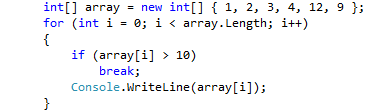 int[] array = new int[] { 1, 2, 3, 4, 12, 9 };
for (int i = 0; i < array.Length; i++)
{
    if (array[i] > 10)
        break;
    Console.WriteLine(array[i]);
}